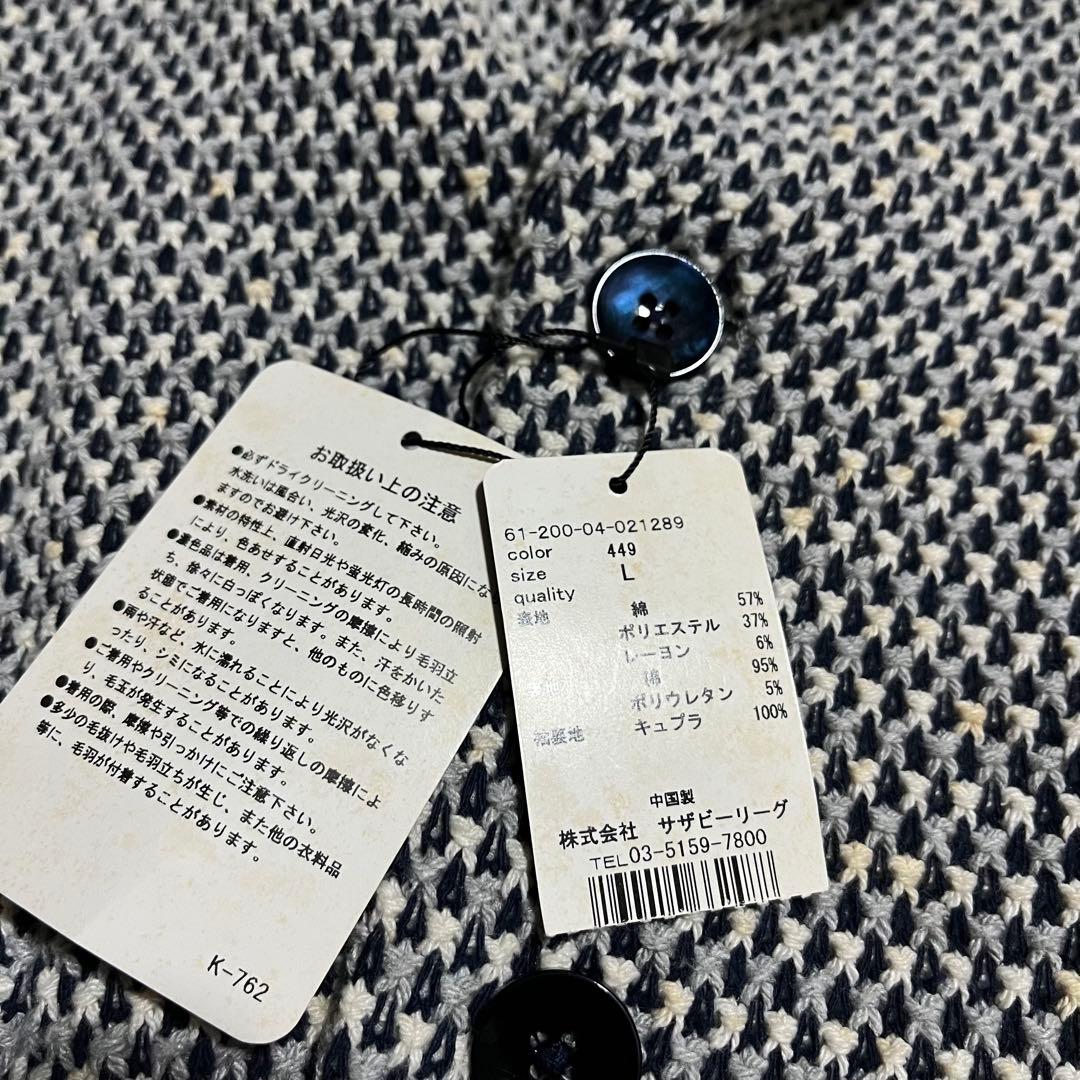 お取扱い上の注意
●必ずドライクリーニングして下さい。
水洗いは風合い、光沢の変化、縮みの原因にな
ますのでお避け下さい。
●素材の特性上、直射日光や蛍光灯の長時間の照射
により、色あせすることがあります。
●濃色品は着用、クリーニングの摩擦により毛羽立
ち、徐々に白っぽくなります。また、汗をかいた
状態でご着用になりますと、他のものに色移りす
ることがあります。
●雨や汗など、水に濡れることにより光沢がなくな
ったり、シミになることがあります。
●ご着用やクリーニング等での繰り返しの摩擦によ
り、毛玉が発生することがあります。
●着用の際、摩擦や引っかけにご注意下さい。
●多少の毛抜けや毛羽立ちが生じ、また他の衣料品
等に、毛羽が付着することがあります。
K-762
61-200-04-021289
color 449
size L
quality
表地 綿 57%
ポリエステル 37%
レーヨン 6%
綿 95%
ポリウレタン 5%
袖裏地 キュプラ 100%
中国製
株式会社 サザビーリーグ
TEL03-5159-7800